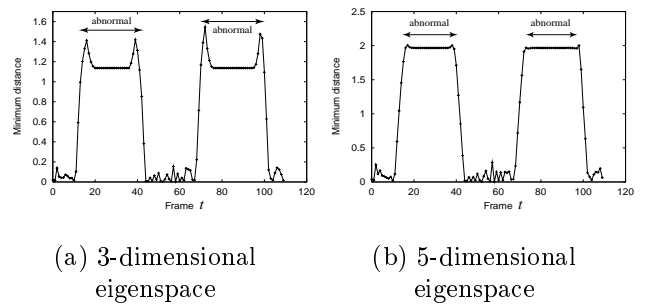 1.6
1.4
1.2
1
0.8
0.6
0.4
0.2
0
0 20 40 60 80 100 120
Minimum distance
Frame t
abnormal
abnormal
2.5
2
1.5
1
0.5
0
0 20 40 60 80 100 120
Minimum distance
Frame t
abnormal
abnormal
(a) 3-dimensional
eigenspace
(b) 5-dimensional
eigenspace